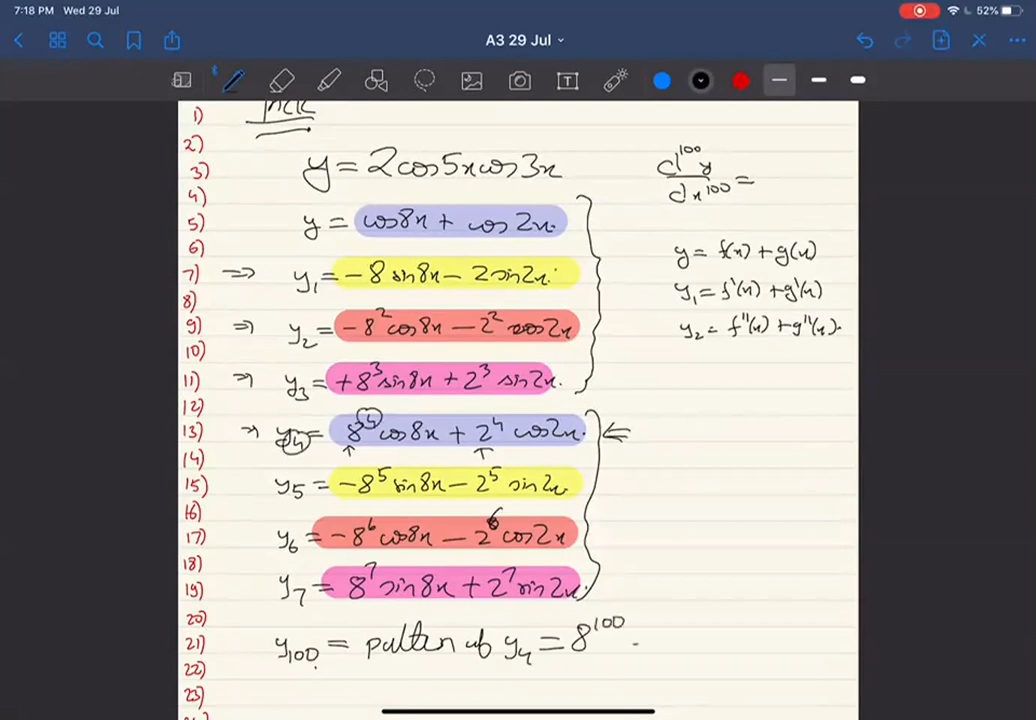 7:18 PM Wed 29 Jul
52%
A3 29 Jul
T
1)
2)
3) y = 2cos5x cos3x
d¹⁰⁰y/dx¹⁰⁰ =
4)
5) y = cos8x + cos2x.
6)
y = f(x) + g(x)
7) ⇒ y₁ = -8 sin8x - 2sin2x.
8)
y₁ = f'(x) + g'(x)
9) ⇒ y₂ = -8² cos8x - 2² cos2x
y₂ = f''(x) + g''(x).
10)
11) ⇒ y₃ = +8³ sin8x + 2³ sin2x.
12)
13) ⇒ y₄ = 8⁴ cos8x + 2⁴ cos2x. ⇐
14) ↑ ↑
15) y₅ = -8⁵ sin8x - 2⁵ sin2x.
16)
17) y₆ = -8⁶ cos8x - 2⁶ cos2x
18)
19) y₇ = 8⁷ sin8x + 2⁷ sin2x.
20)
21) y₁₀₀ = patten of y₄ = 8¹⁰⁰
22)
23)